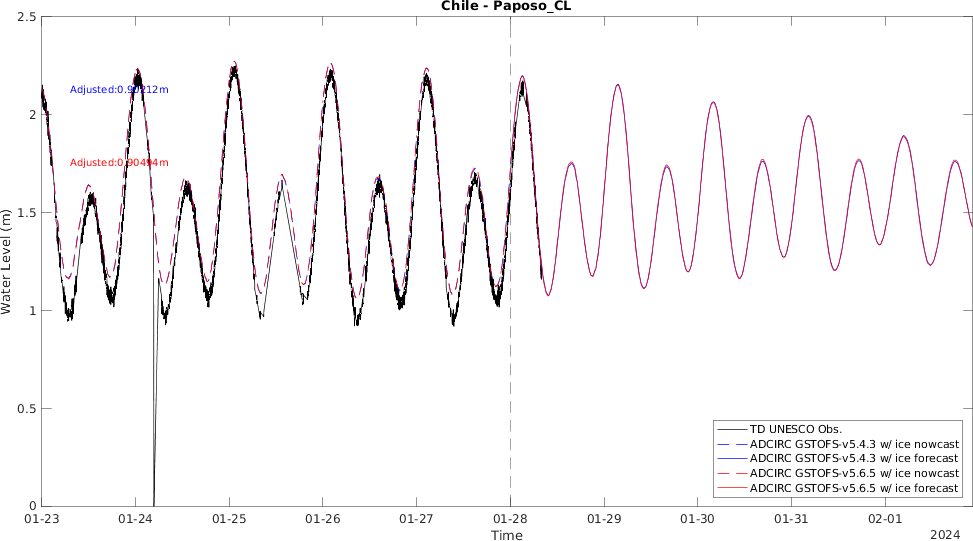 Chile - Paposo_CL
2.5
2
1.5
1
0.5
0
Water Level (m)
Adjusted:0.90212m
Adjusted:0.90494m
TD UNESCO Obs.
ADCIRC GSTOFS-v5.4.3 w/ ice nowcast
ADCIRC GSTOFS-v5.4.3 w/ ice forecast
ADCIRC GSTOFS-v5.6.5 w/ ice nowcast
ADCIRC GSTOFS-v5.6.5 w/ ice forecast
01-23 01-24 01-25 01-26 01-27 01-28 01-29 01-30 01-31 02-01
Time
2024